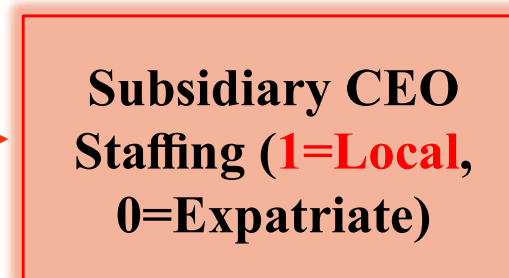 Subsidiary CEO
Staffing (1=Local,
0=Expatriate)